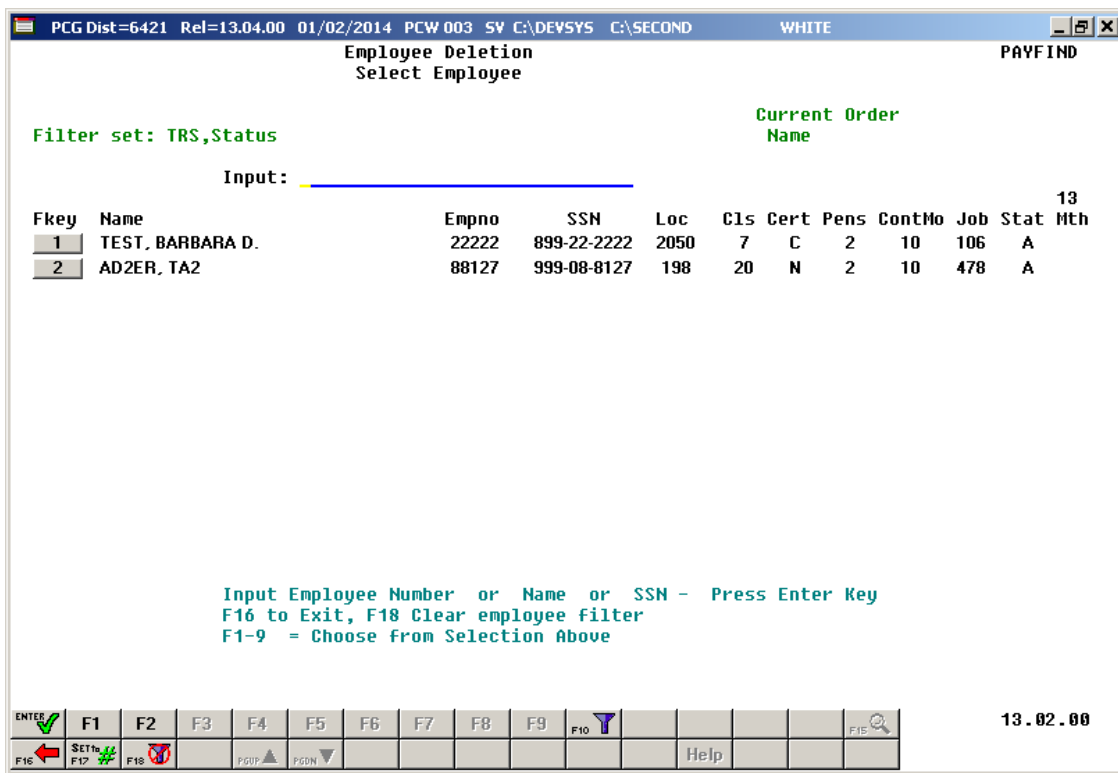 PCG Dist=6421 Rel=13.04.00 01/02/2014 PCW 003 SV C:\DEVSYS C:\SECOND WHITE
Employee Deletion PAYFIND
Select Employee
Current Order
Filter set: TRS,Status Name
Input:
13
Fkey Name Empno SSN Loc Cls Cert Pens ContMo Job Stat Mth
1 TEST, BARBARA D. 22222 899-22-2222 2050 7 C 2 10 106 A
2 AD2ER, TA2 88127 999-08-8127 198 20 N 2 10 478 A
Input Employee Number or Name or SSN - Press Enter Key
F16 to Exit, F18 Clear employee filter
F1-9 = Choose from Selection Above
ENTER F1 F2 F3 F4 F5 F6 F7 F8 F9 F10 F15 13.02.00
F16 SET to F17 # F18 PGUP PGDN Help